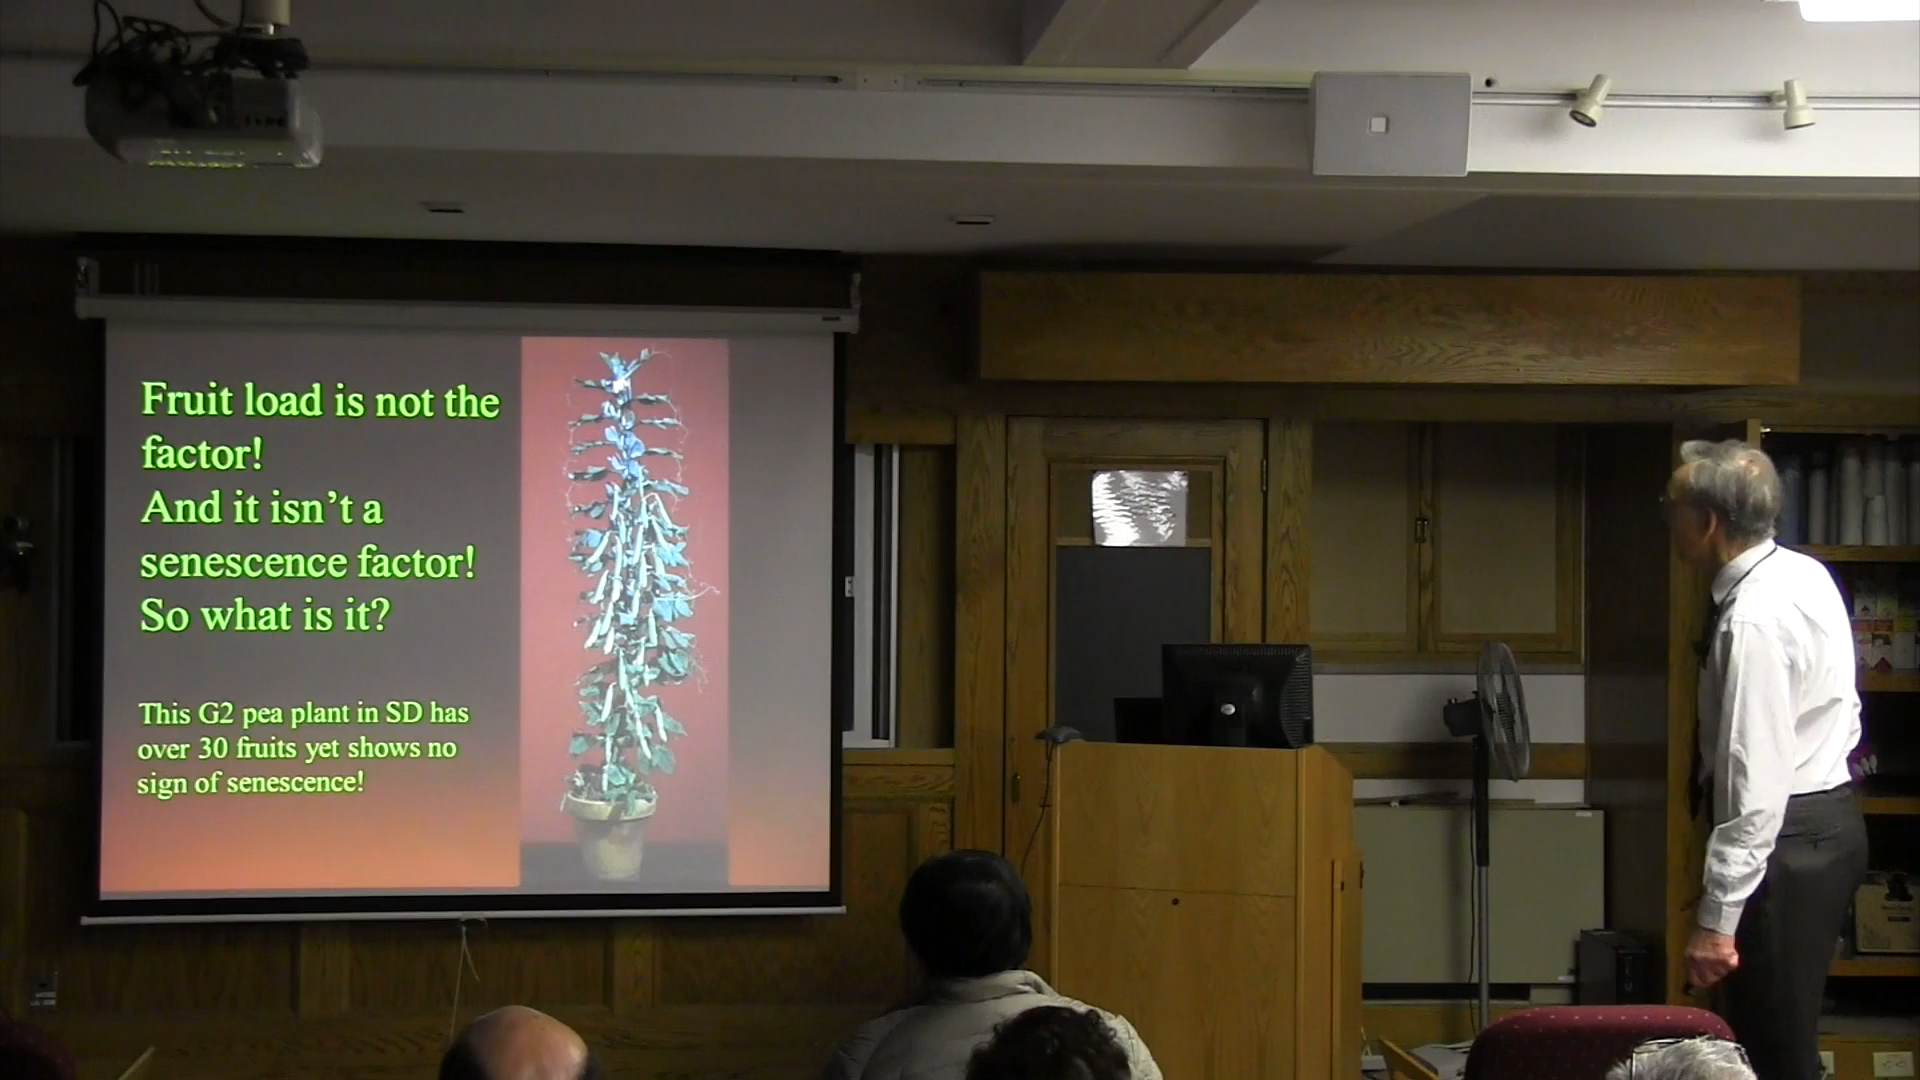 Fruit load is not the
factor!
And it isn't a
senescence factor!
So what is it?
This G2 pea plant in SD has
over 30 fruits yet shows no
sign of senescence!